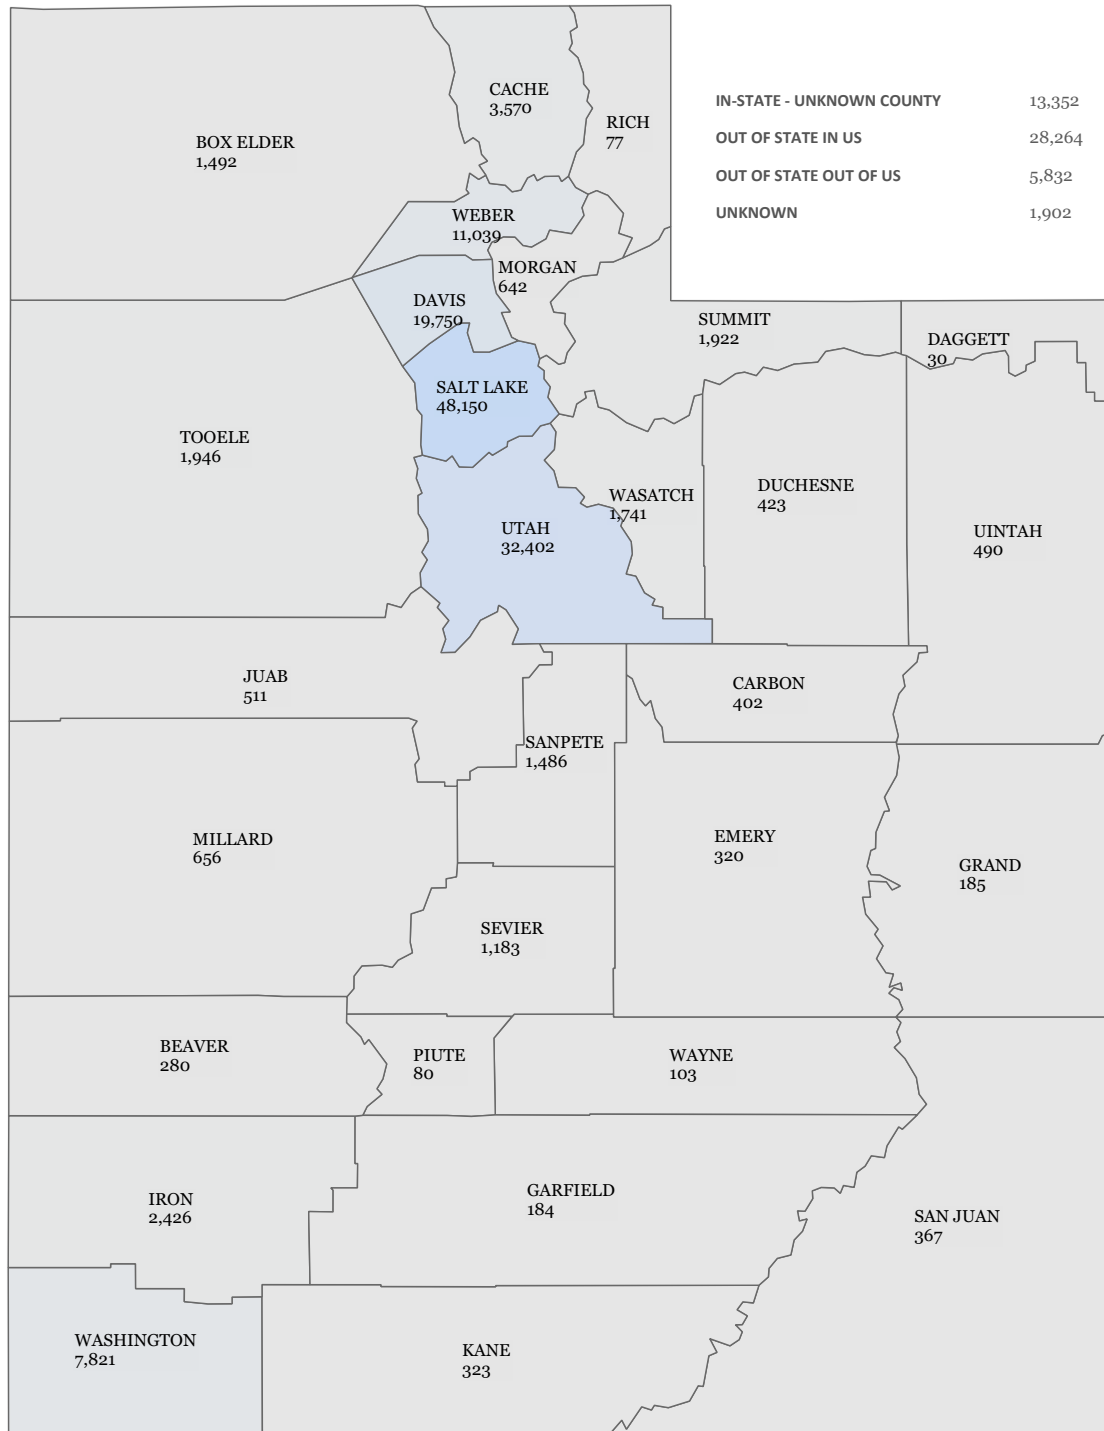 CACHE
3,570
RICH
77
BOX ELDER
1,492
IN-STATE - UNKNOWN COUNTY 13,352
OUT OF STATE IN US 28,264
OUT OF STATE OUT OF US 5,832
UNKNOWN 1,902
WEBER
11,039
MORGAN
642
DAVIS
19,750
SUMMIT
1,922
DAGGETT
30
SALT LAKE
48,150
TOOELE
1,946
WASATCH
1,741
DUCHESNE
423
UTAH
32,402
UINTAH
490
JUAB
511
CARBON
402
SANPETE
1,486
MILLARD
656
EMERY
320
GRAND
185
SEVIER
1,183
BEAVER
280
PIUTE
80
WAYNE
103
IRON
2,426
GARFIELD
184
SAN JUAN
367
WASHINGTON
7,821
KANE
323